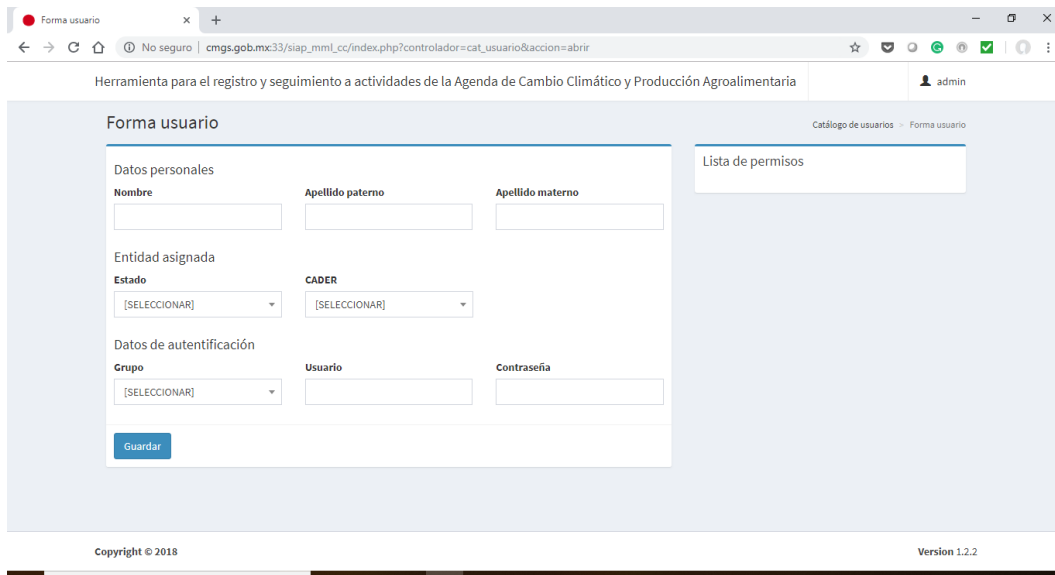 Forma usuario
No seguro | cmgs.gob.mx:33/siap_mml_cc/index.php?controlador=cat_usuario&accion=abrir
Herramienta para el registro y seguimiento a actividades de la Agenda de Cambio Climático y Producción Agroalimentaria
admin
Forma usuario
Catálogo de usuarios > Forma usuario
Datos personales
Nombre Apellido paterno Apellido materno
Entidad asignada
Estado CADER
[SELECCIONAR] [SELECCIONAR]
Datos de autentificación
Grupo Usuario Contraseña
[SELECCIONAR]
Guardar
Lista de permisos
Copyright © 2018
Version 1.2.2